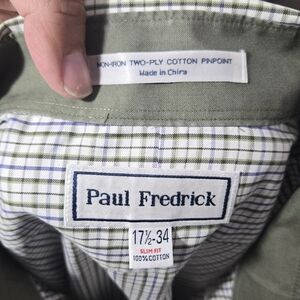 NON-IRON TWO-PLY COTTON PINPOINT
Made in China
Paul Fredrick
17½-34
SLIM FIT
100% COTTON